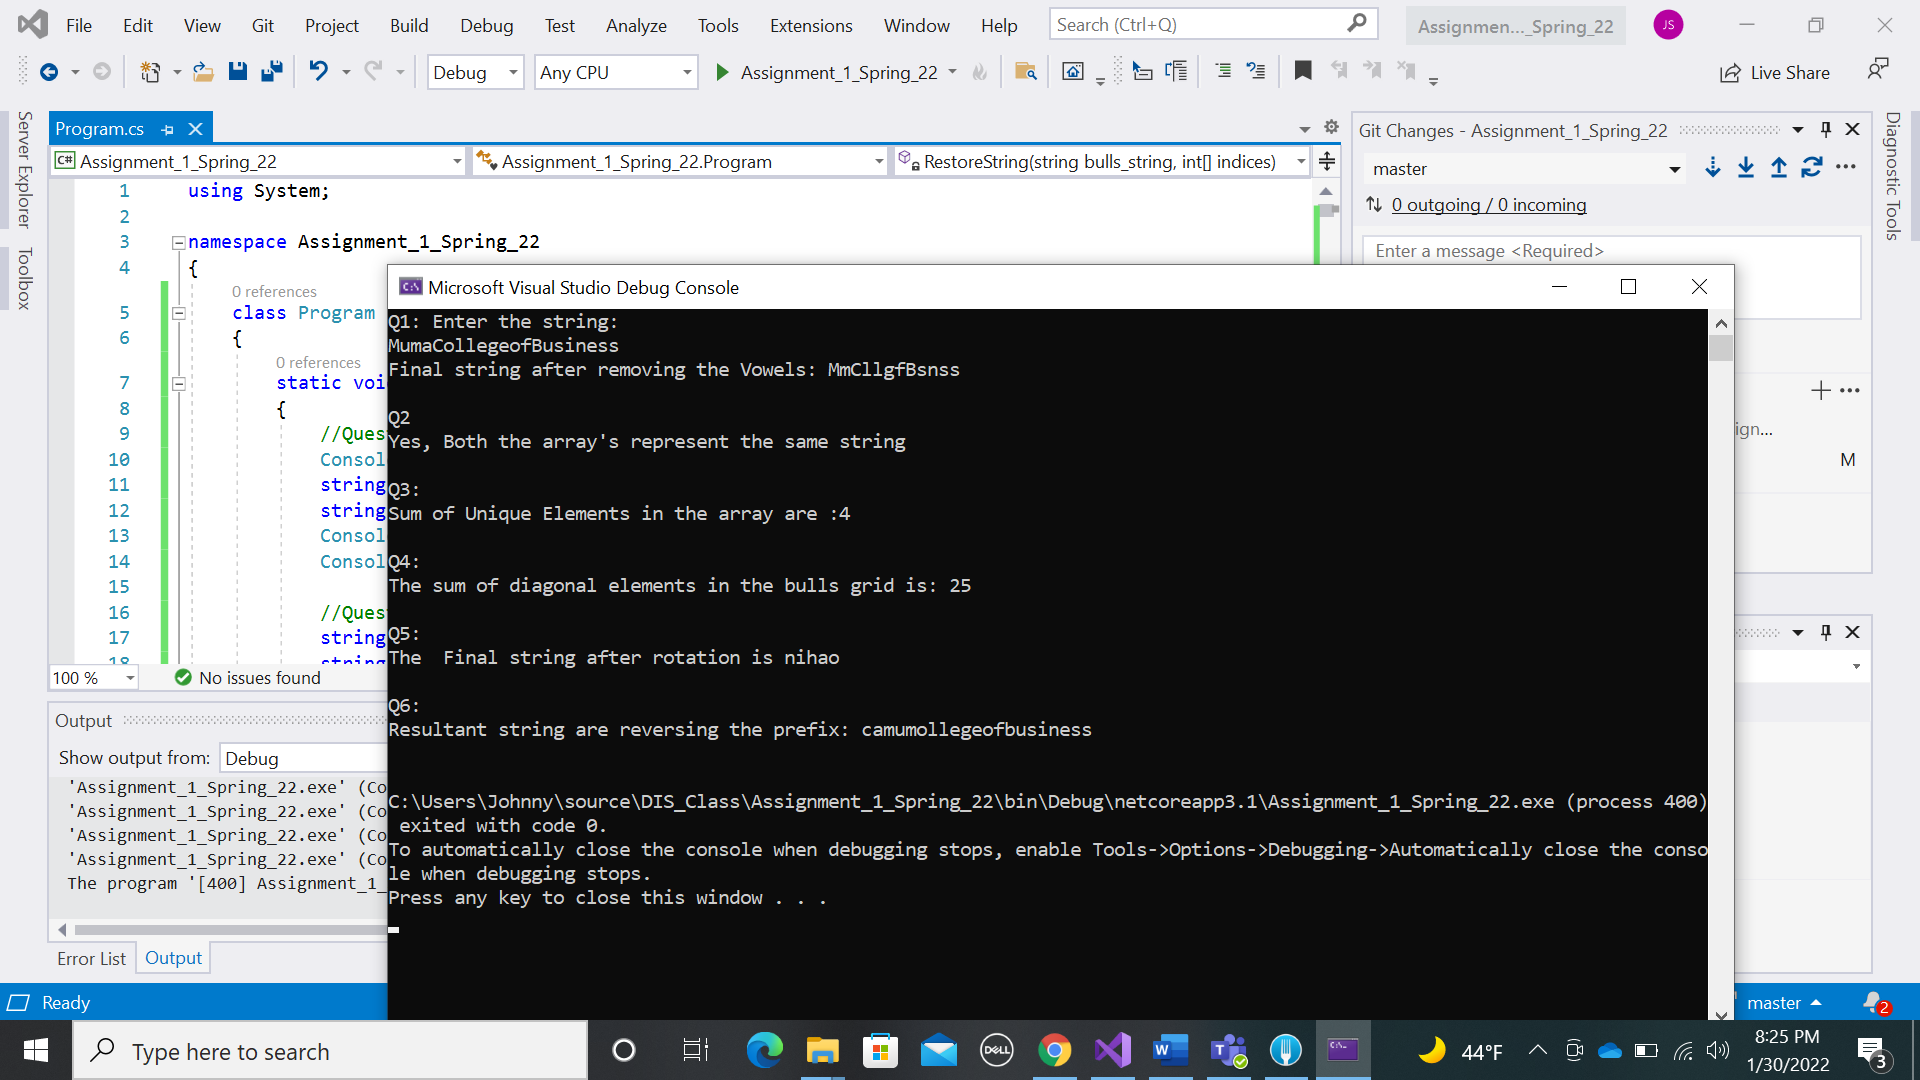 File Edit View Git Project Build Debug Test Analyze Tools Extensions Window Help Search (Ctrl+Q) Assignmen..._Spring_22 JS
Debug Any CPU Assignment_1_Spring_22 Live Share
Server Explorer
Toolbox
Program.cs
Assignment_1_Spring_22 Assignment_1_Spring_22.Program RestoreString(string bulls_string, int[] indices)
1 using System;
2
3 namespace Assignment_1_Spring_22
4 {
0 references
5 class Program
6 {
0 references
7 static voi
8 {
9 //Ques
10 Consol
11 string
12 string
13 Consol
14 Consol
15
16 //Ques
17 string
18 string
100 % No issues found
Output
Show output from: Debug
'Assignment_1_Spring_22.exe' (Co
'Assignment_1_Spring_22.exe' (Co
'Assignment_1_Spring_22.exe' (Co
'Assignment_1_Spring_22.exe' (Co
The program '[400] Assignment_1_
Error List Output
Ready
Microsoft Visual Studio Debug Console
Q1: Enter the string:
MumaCollegeofBusiness
Final string after removing the Vowels: MmCllgfBsnss
Q2
Yes, Both the array's represent the same string
Q3:
Sum of Unique Elements in the array are :4
Q4:
The sum of diagonal elements in the bulls grid is: 25
Q5:
The  Final string after rotation is nihao
Q6:
Resultant string are reversing the prefix: camumollegeofbusiness
C:\Users\Johnny\source\DIS_Class\Assignment_1_Spring_22\bin\Debug\netcoreapp3.1\Assignment_1_Spring_22.exe (process 400)
exited with code 0.
To automatically close the console when debugging stops, enable Tools->Options->Debugging->Automatically close the conso
le when debugging stops.
Press any key to close this window . . .
Git Changes - Assignment_1_Spring_22
master
0 outgoing / 0 incoming
Enter a message <Required>
ign...
M
Diagnostic Tools
master 2
Type here to search DELL 44°F 8:25 PM
1/30/2022 3